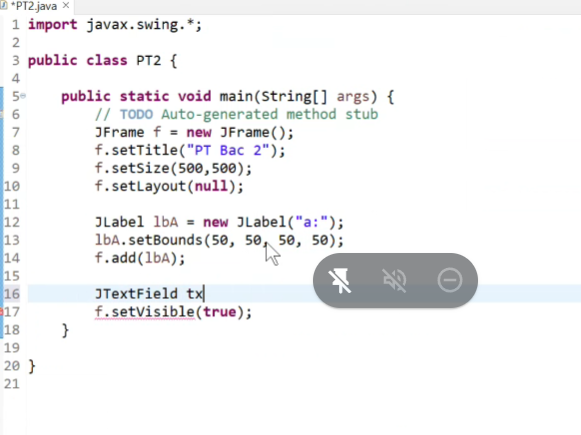 *PT2.java ×
1 import javax.swing.*;
2
3 public class PT2 {
4
5 public static void main(String[] args) {
6 // TODO Auto-generated method stub
7 JFrame f = new JFrame();
8 f.setTitle("PT Bac 2");
9 f.setSize(500,500);
10 f.setLayout(null);
11
12 JLabel lbA = new JLabel("a:");
13 lbA.setBounds(50, 50, 50, 50);
14 f.add(lbA);
15
16 JTextField tx
17 f.setVisible(true);
18 }
19
20 }
21